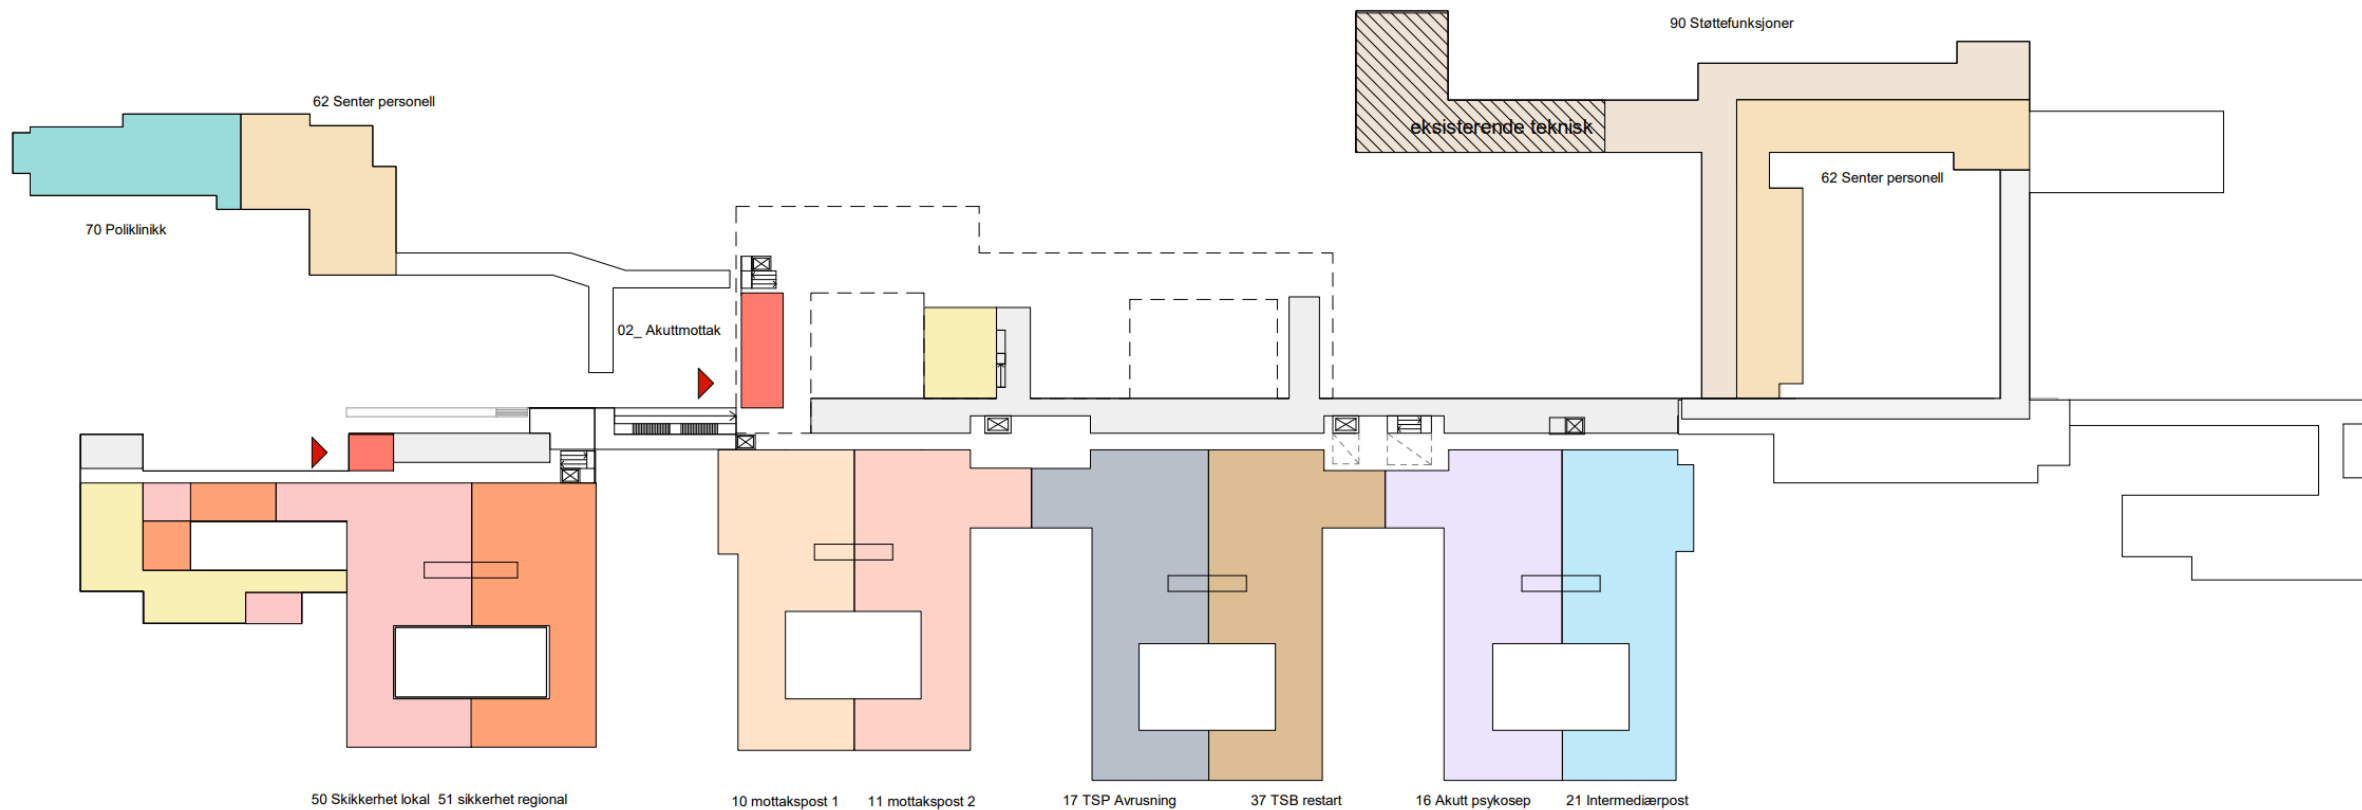 90 Støttefunksjoner
62 Senter personell
eksisterende teknisk
62 Senter personell
70 Poliklinikk
02_ Akuttmottak
50 Skikkerhet lokal 51 sikkerhet regional
10 mottakspost 1
11 mottakspost 2
17 TSP Avrusning
37 TSB restart
16 Akutt psykosep
21 Intermediærpost